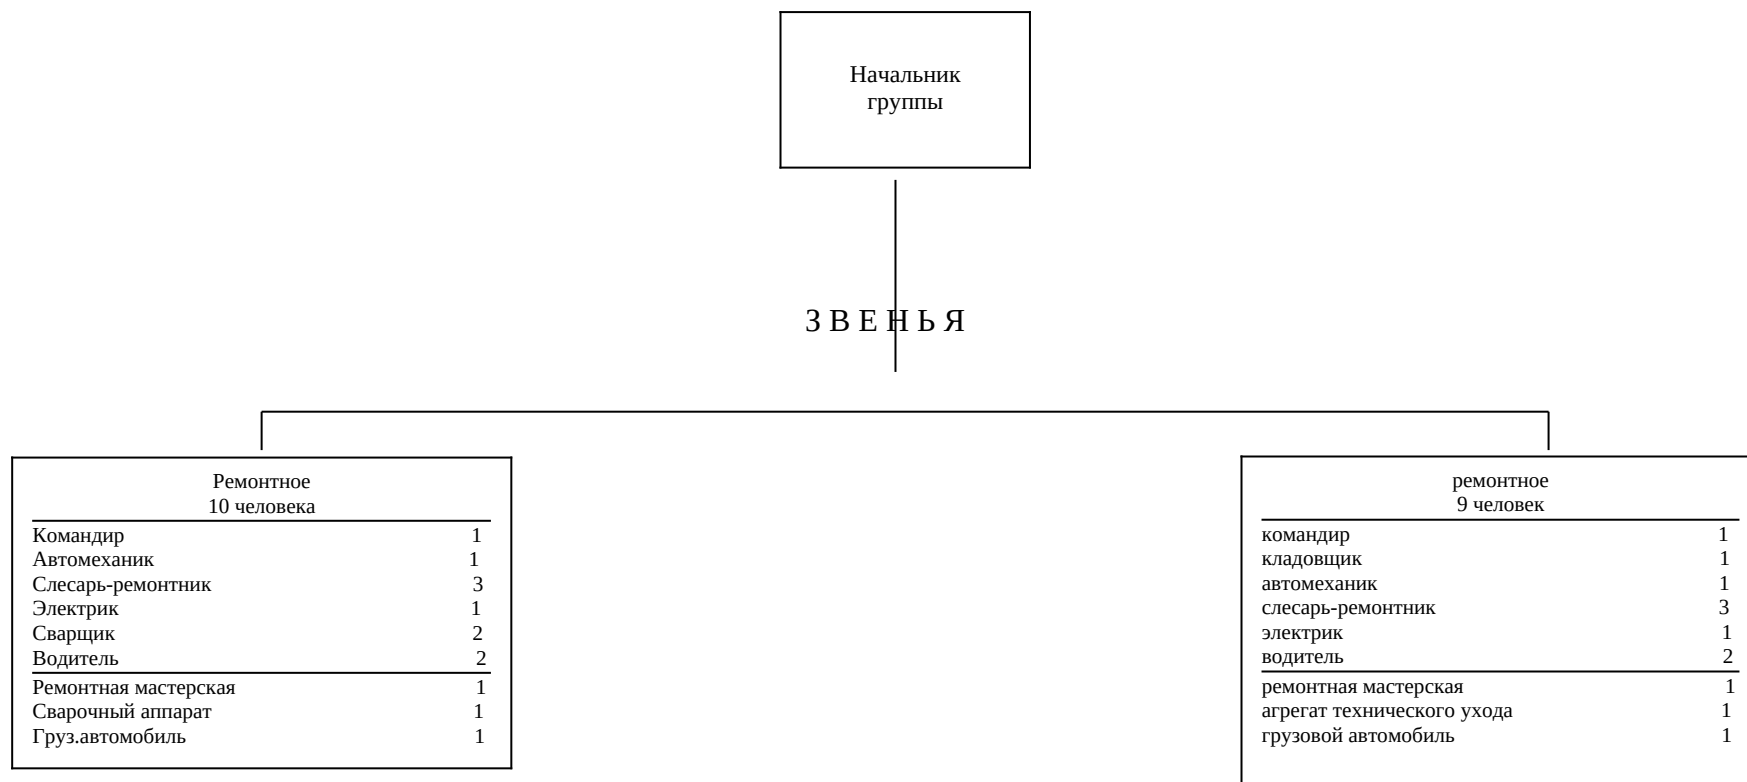 Начальник
группы
З В Е Н Ь Я
Ремонтное
10 человека
Командир 1
Автомеханик 1
Слесарь-ремонтник 3
Электрик 1
Сварщик 2
Водитель 2
Ремонтная мастерская 1
Сварочный аппарат 1
Груз.автомобиль 1
ремонтное
9 человек
командир 1
кладовщик 1
автомеханик 1
слесарь-ремонтник 3
электрик 1
водитель 2
ремонтная мастерская 1
агрегат технического ухода 1
грузовой автомобиль 1